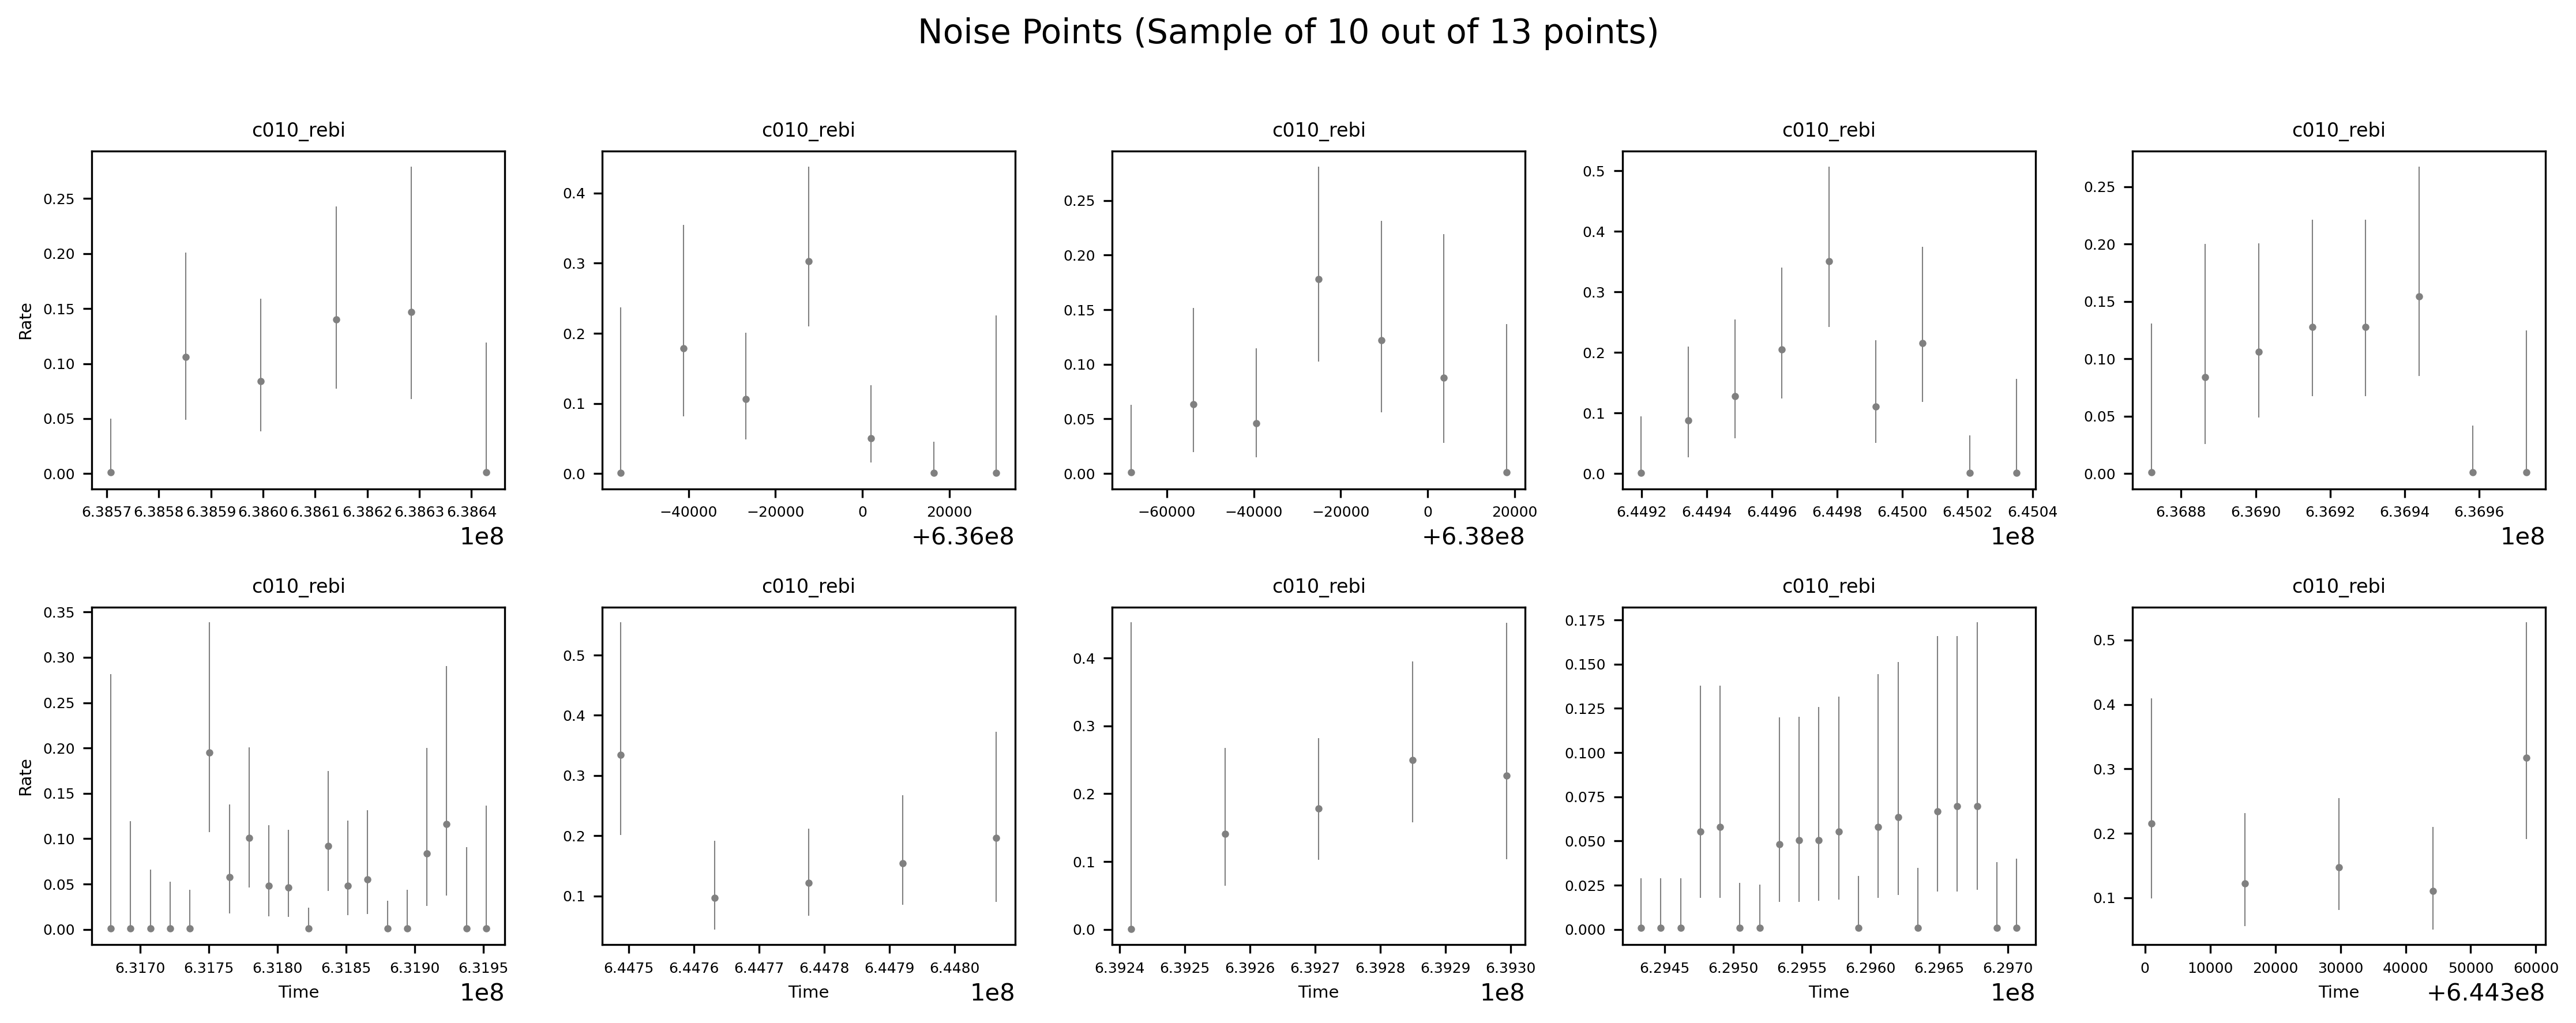 Noise Points (Sample of 10 out of 13 points)
c010_rebi
Rate
0.25
0.20
0.15
0.10
0.05
0.00
6.3857 6.3858 6.3859 6.3860 6.3861 6.3862 6.3863 6.3864
1e8
c010_rebi
0.4
0.3
0.2
0.1
0.0
−40000 −20000 0 20000
+6.36e8
c010_rebi
0.25
0.20
0.15
0.10
0.05
0.00
−60000 −40000 −20000 0 20000
+6.38e8
c010_rebi
0.5
0.4
0.3
0.2
0.1
0.0
6.4492 6.4494 6.4496 6.4498 6.4500 6.4502 6.4504
1e8
c010_rebi
0.25
0.20
0.15
0.10
0.05
0.00
6.3688 6.3690 6.3692 6.3694 6.3696
1e8
c010_rebi
Rate
0.35
0.30
0.25
0.20
0.15
0.10
0.05
0.00
6.3170 6.3175 6.3180 6.3185 6.3190 6.3195
Time 1e8
c010_rebi
0.5
0.4
0.3
0.2
0.1
6.4475 6.4476 6.4477 6.4478 6.4479 6.4480
Time 1e8
c010_rebi
0.4
0.3
0.2
0.1
0.0
6.3924 6.3925 6.3926 6.3927 6.3928 6.3929 6.3930
Time 1e8
c010_rebi
0.175
0.150
0.125
0.100
0.075
0.050
0.025
0.000
6.2945 6.2950 6.2955 6.2960 6.2965 6.2970
Time 1e8
c010_rebi
0.5
0.4
0.3
0.2
0.1
0 10000 20000 30000 40000 50000 60000
Time +6.443e8